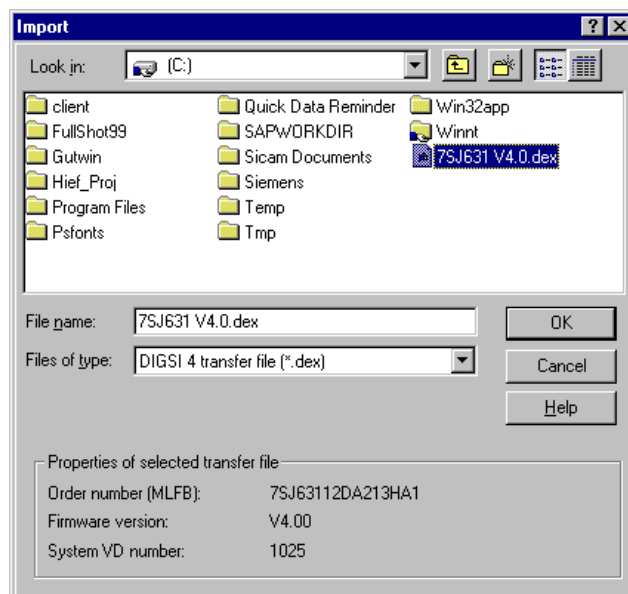 Import
Look in: (C:)
client
FullShot99
Gutwin
Hief_Proj
Program Files
Psfonts
Quick Data Reminder
SAPWORKDIR
Sicam Documents
Siemens
Temp
Tmp
Win32app
Winnt
7SJ631 V4.0.dex
File name: 7SJ631 V4.0.dex OK
Files of type: DIGSI 4 transfer file (*.dex) Cancel
Help
Properties of selected transfer file
Order number (MLFB): 7SJ63112DA213HA1
Firmware version: V4.00
System VD number: 1025